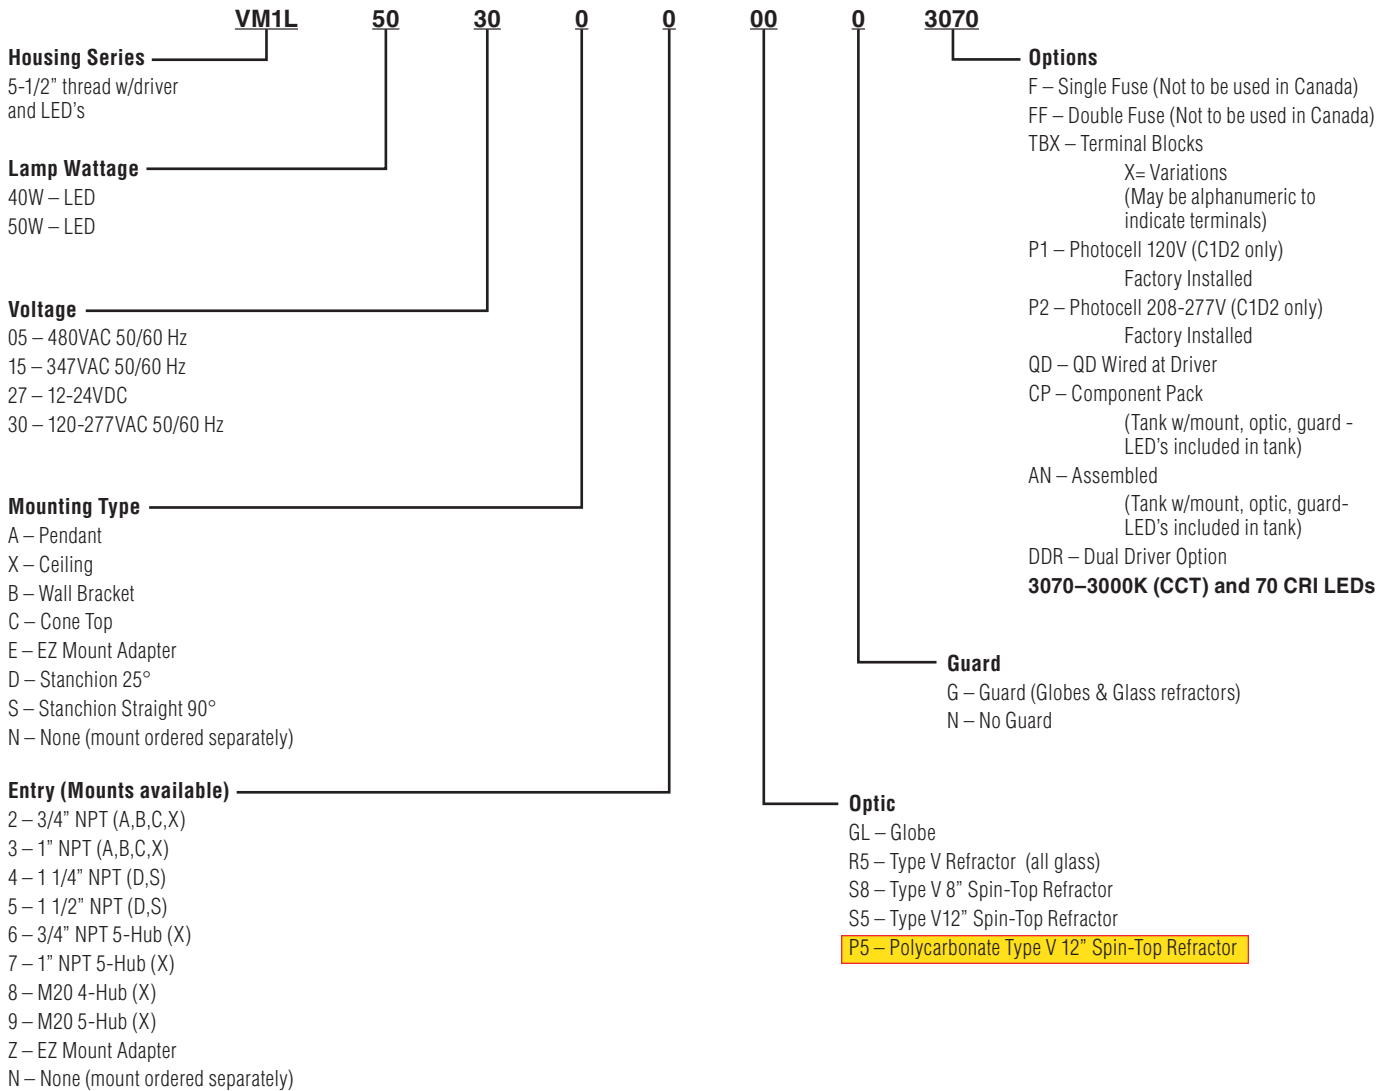 VM1L 50 30 0 0 00 0 3070
Housing Series
5-1/2” thread w/driver
and LED's
Lamp Wattage
40W – LED
50W – LED
Voltage
05 – 480VAC 50/60 Hz
15 – 347VAC 50/60 Hz
27 – 12-24VDC
30 – 120-277VAC 50/60 Hz
Mounting Type
A – Pendant
X – Ceiling
B – Wall Bracket
C – Cone Top
E – EZ Mount Adapter
D – Stanchion 25°
S – Stanchion Straight 90°
N – None (mount ordered separately)
Entry (Mounts available)
2 – 3/4” NPT (A,B,C,X)
3 – 1” NPT (A,B,C,X)
4 – 1 1/4” NPT (D,S)
5 – 1 1/2” NPT (D,S)
6 – 3/4” NPT 5-Hub (X)
7 – 1” NPT 5-Hub (X)
8 – M20 4-Hub (X)
9 – M20 5-Hub (X)
Z – EZ Mount Adapter
N – None (mount ordered separately)
Options
F – Single Fuse (Not to be used in Canada)
FF – Double Fuse (Not to be used in Canada)
TBX – Terminal Blocks
X= Variations
(May be alphanumeric to
indicate terminals)
P1 – Photocell 120V (C1D2 only)
Factory Installed
P2 – Photocell 208-277V (C1D2 only)
Factory Installed
QD – QD Wired at Driver
CP – Component Pack
(Tank w/mount, optic, guard -
LED's included in tank)
AN – Assembled
(Tank w/mount, optic, guard-
LED's included in tank)
DDR – Dual Driver Option
3070–3000K (CCT) and 70 CRI LEDs
Guard
G – Guard (Globes & Glass refractors)
N – No Guard
Optic
GL – Globe
R5 – Type V Refractor (all glass)
S8 – Type V 8” Spin-Top Refractor
S5 – Type V12” Spin-Top Refractor
P5 – Polycarbonate Type V 12” Spin-Top Refractor